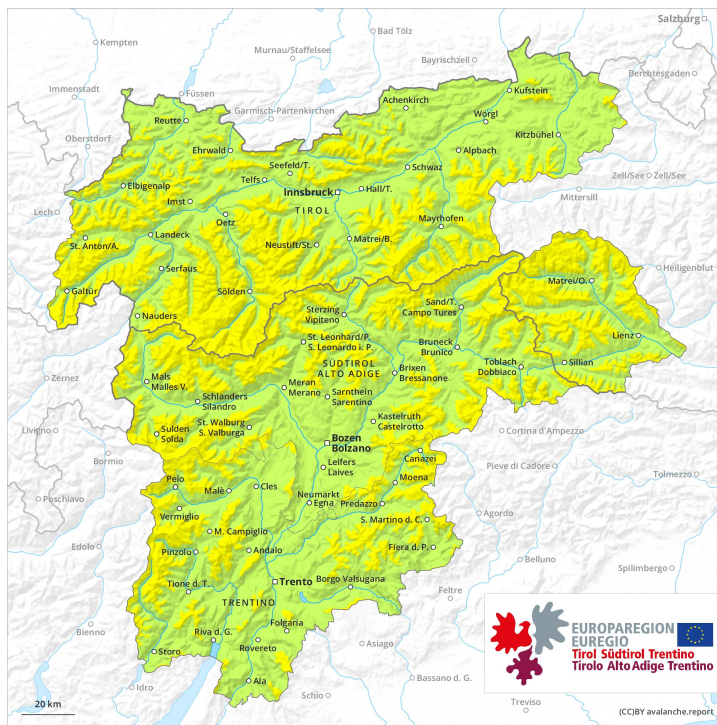 Salzburg
Kempten
Bad Tölz
Murnau/Staffelsee
Bayrischzell
Berchtesgaden
Immenstadt
Füssen
Kufstein
Achenkirch
Garmisch-Partenkirchen
Reutte
Wörgl
Kitzbühel
Oberstdorf
Ehrwald
Alpbach
Seefeld/T.
Schwaz
Zell/See
Zell/See
Telfs
Elbigenalp
Innsbruck
Hall/T.
Mittersill
Imst
TIROL
Lech
Oetz
Mayrhofen
St. Anton/A.
Landeck
Neustift/St.
Matrei/B.
Serfaus
Heiligenblut
Matrei/O.
Galtür
Sölden
Nauders
Sterzing
Vipiteno
Sand/T.
Campo Tures
Lienz
St. Leonhard/P.
S. Leonardo i. P.
Bruneck
Brunico
Toblach
Dobbiaco
Sillian
SÜDTIROL
ALTO ADIGE
Brixen
Bressanone
Zernez
Mals
Malles V.
Meran
Merano
Schlanders
Silandro
Sarnthein
Sarentino
St. Walburg
S. Valburga
Kastelruth
Castelrotto
Livigno
Sulden
Solda
Bozen
Bolzano
Cortina d'Ampezzo
Bormio
Canazei
Leifers
Laives
Pieve di Cadore
Tolmezzo
Peio
Moena
Poschiavo
Malè
Cles
Neumarkt
Egna
Predazzo
Vermiglio
Agordo
S. Martino d. C.
M. Campiglio
Edolo
Pinzolo
Andalo
Fiera d. P.
Belluno
Spilimbergo
Trento
Borgo Valsugana
Tione d. T.
Feltre
TRENTINO
Folgaria
Bienno
Riva d. G.
Rovereto
Asiago
Storo
Bassano d. G.
Ala
Idro
Schio
Treviso
EUROPAREGION
EUREGIO
Tirol Südtirol Trentino
Tirolo Alto Adige Trentino
20 km
(CC)BY avalanche.report